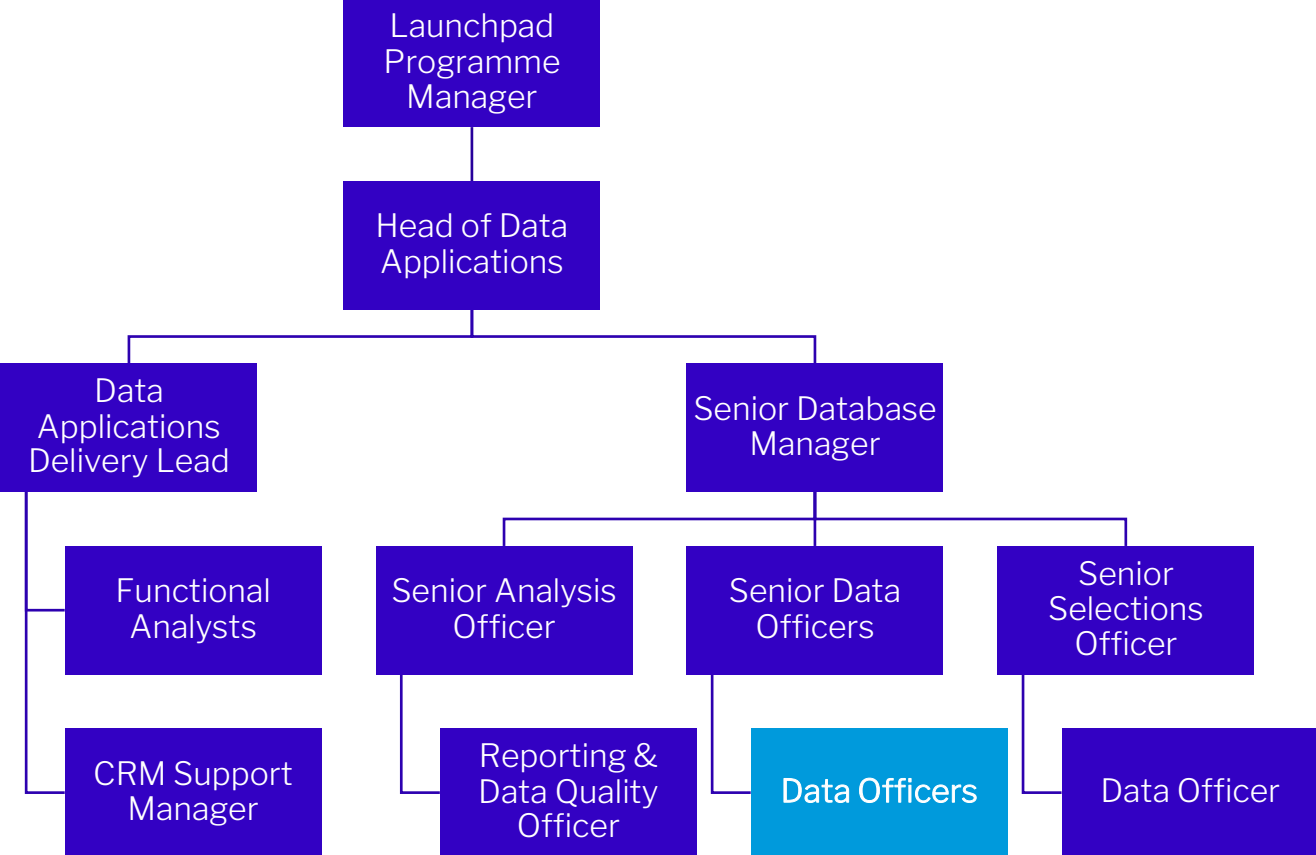 Launchpad
Programme
Manager
Head of Data
Applications
Data
Applications
Delivery Lead
Senior Database
Manager
Functional
Analysts
Senior Analysis
Officer
Senior Data
Officers
Senior
Selections
Officer
CRM Support
Manager
Reporting &
Data Quality
Officer
Data Officers
Data Officer